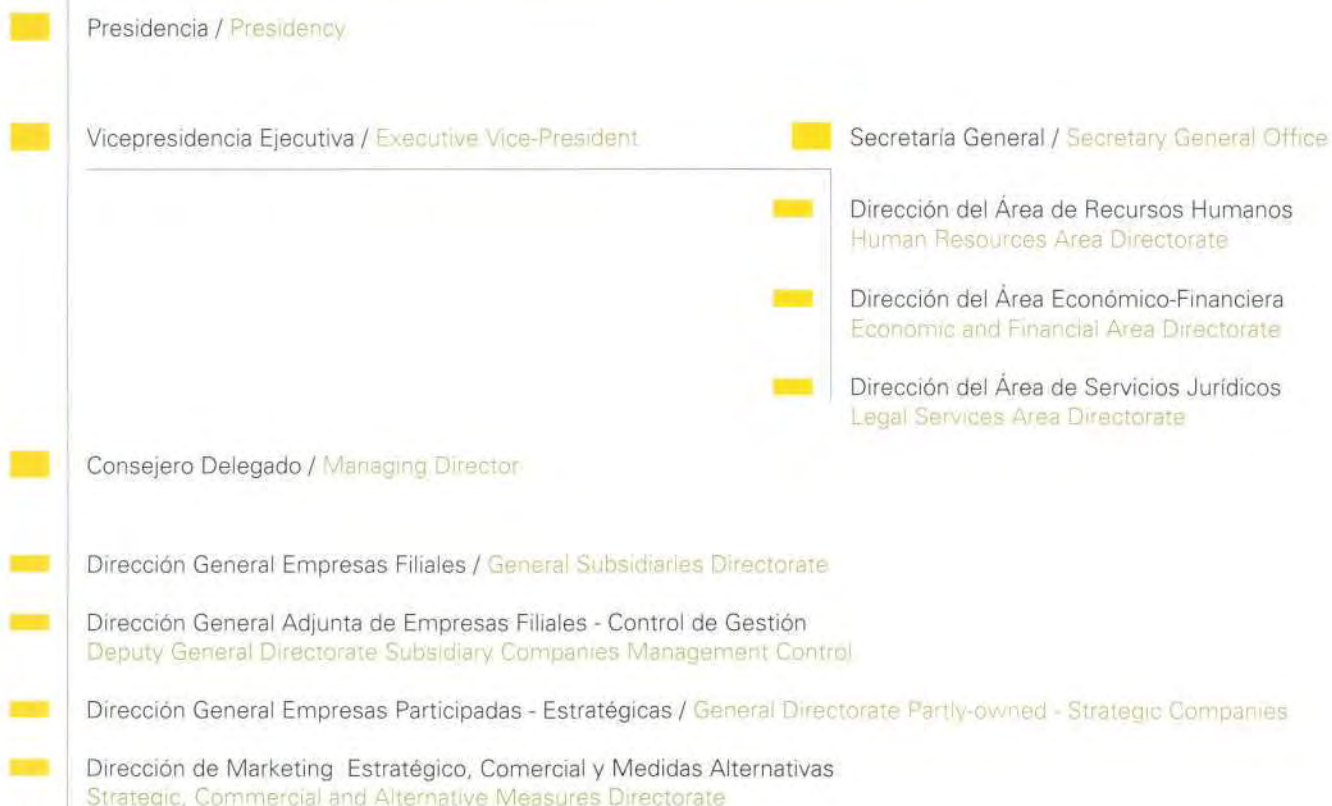 Presidencia / Presidency
Vicepresidencia Ejecutiva / Executive Vice-President
Secretaría General / Secretary General Office
Dirección del Área de Recursos Humanos
Human Resources Area Directorate
Dirección del Área Económico-Financiera
Economic and Financial Area Directorate
Dirección del Área de Servicios Jurídicos
Legal Services Area Directorate
Consejero Delegado / Managing Director
Dirección General Empresas Filiales / General Subsidiaries Directorate
Dirección General Adjunta de Empresas Filiales - Control de Gestión
Deputy General Directorate Subsidiary Companies Management Control
Dirección General Empresas Participadas - Estratégicas / General Directorate Partly-owned - Strategic Companies
Dirección de Marketing Estratégico, Comercial y Medidas Alternativas
Strategic, Commercial and Alternative Measures Directorate